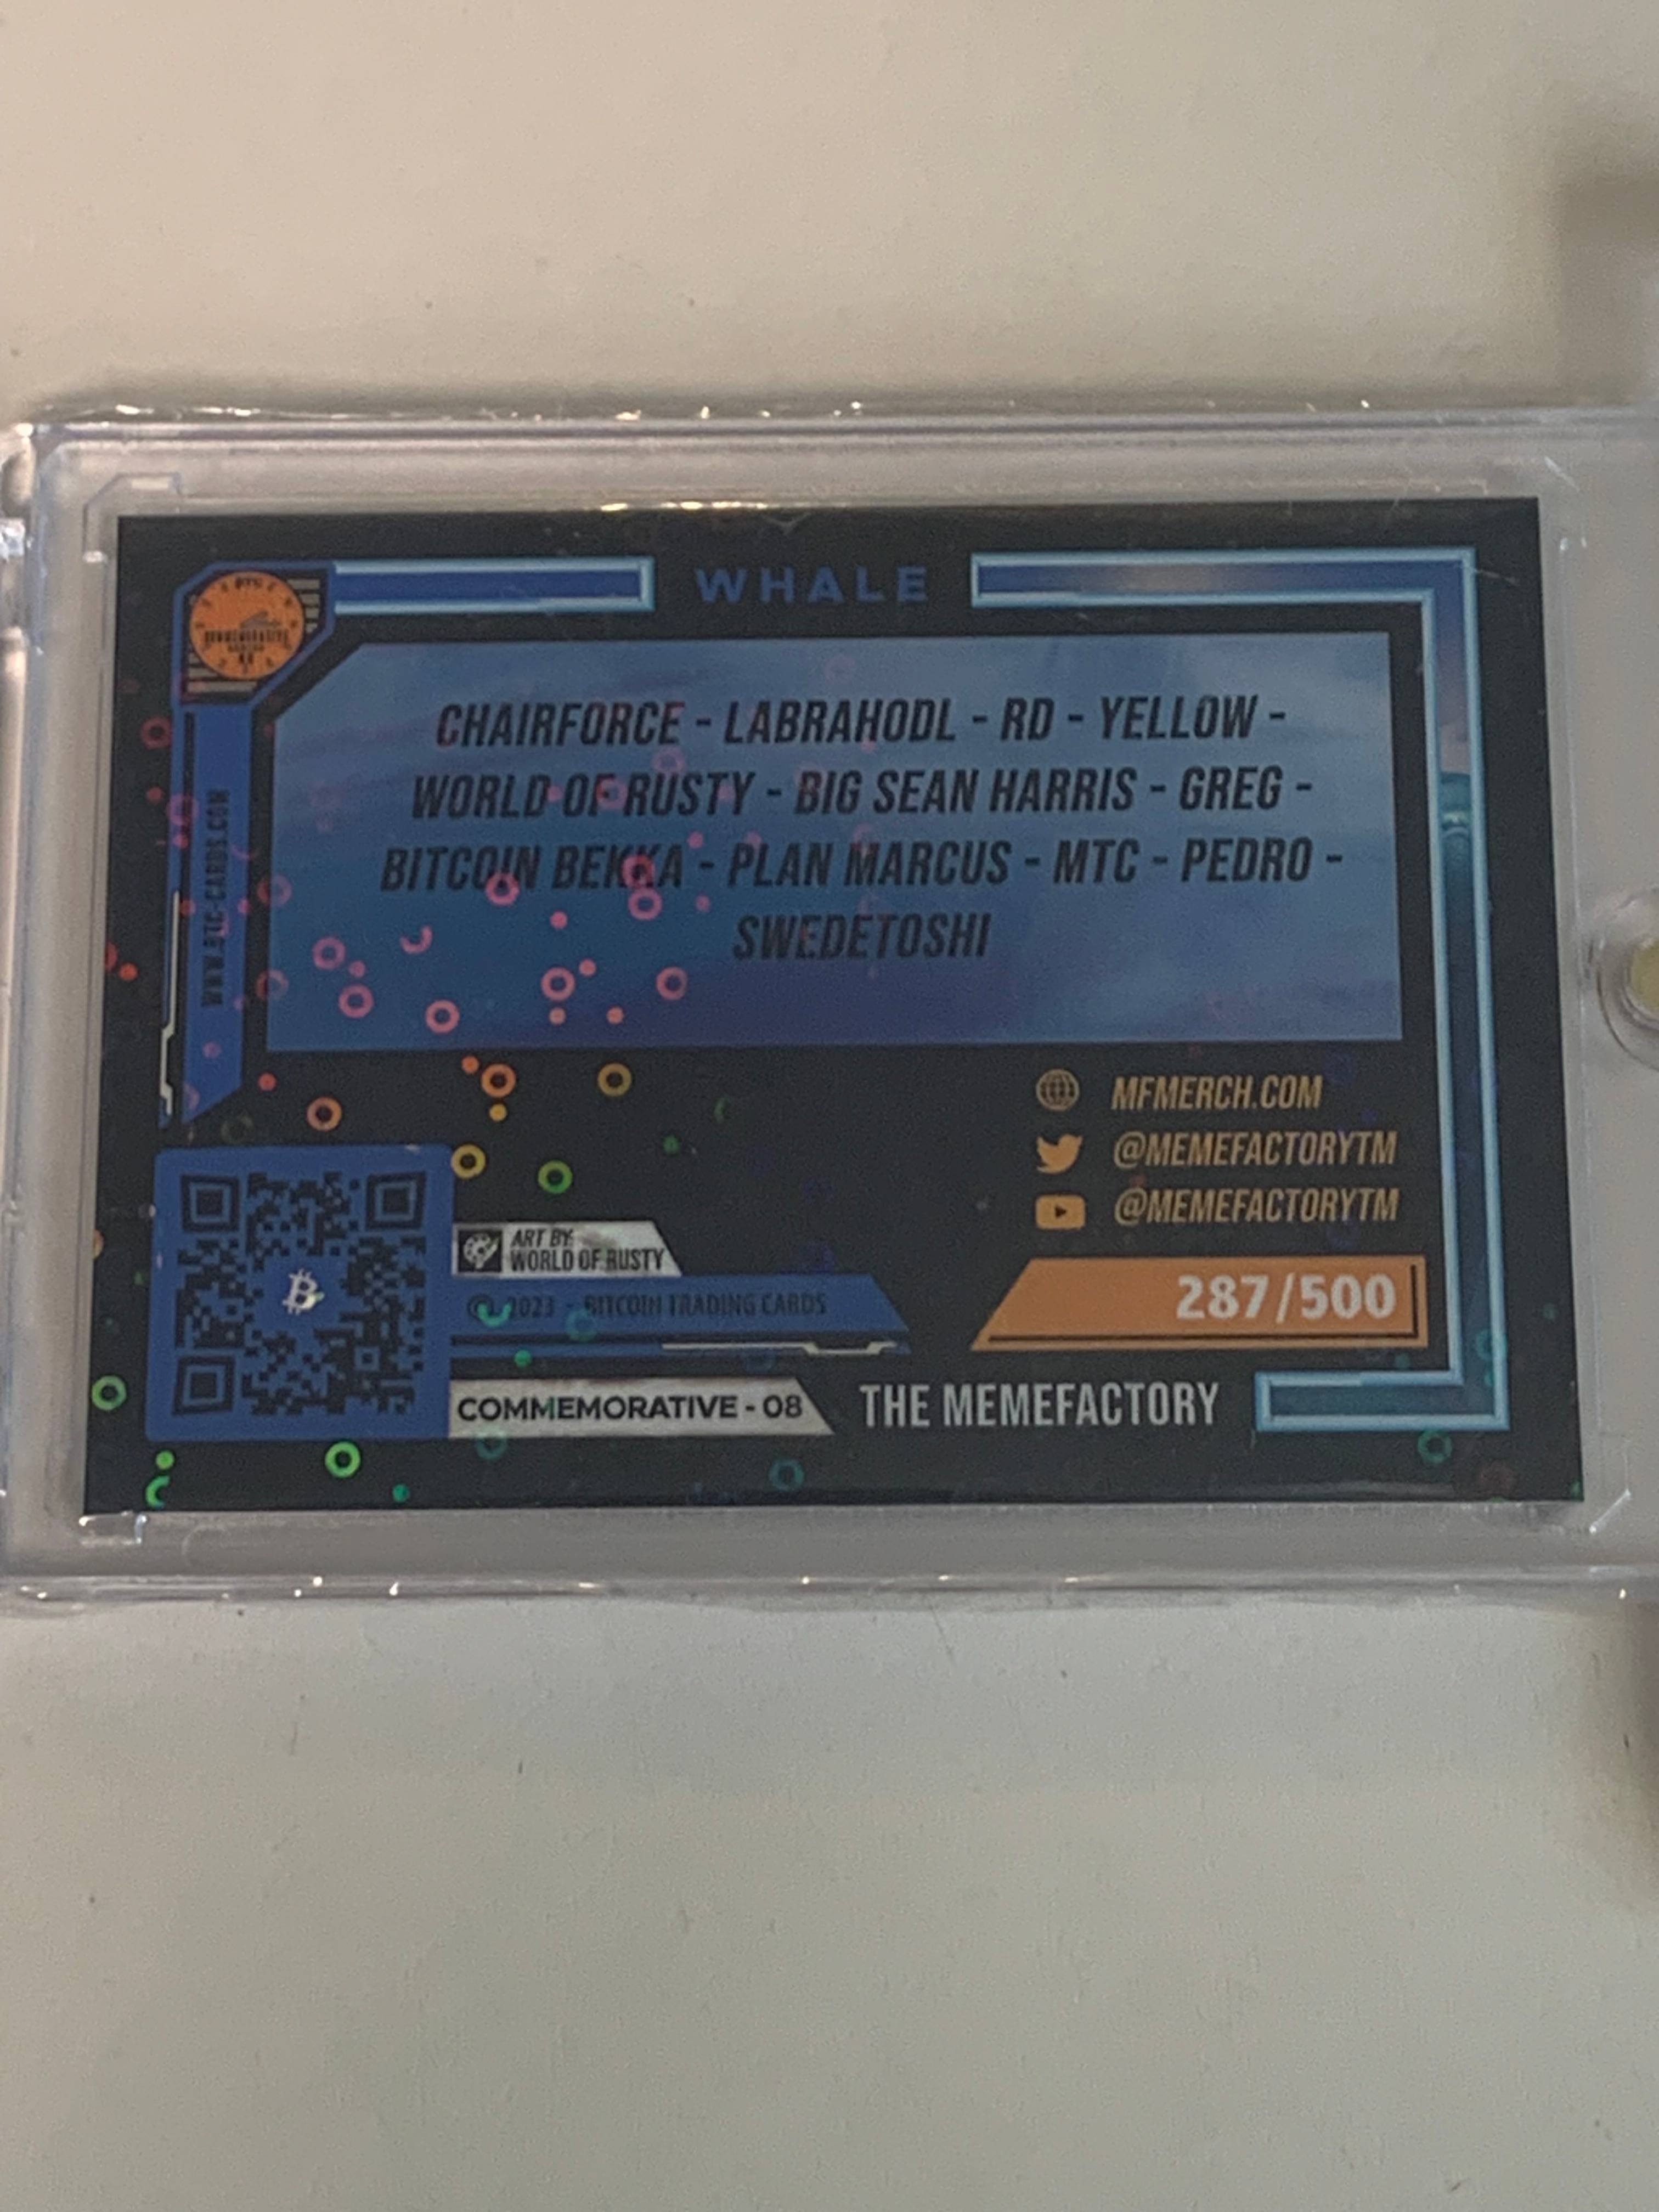 WHALE
BTC
COMMEMORATIVE
CHAIRFORCE - LABRAHODL - RD - YELLOW -
WORLD OF RUSTY - BIG SEAN HARRIS - GREG -
BITCOIN BEKKA - PLAN MARCUS - MTC - PEDRO -
SWEDETOSHI
WWW.BTC-CARDS.COM
MFMERCH.COM
@MEMEFACTORYTM
@MEMEFACTORYTM
ART BY:
WORLD OF RUSTY
2023 - BITCOIN TRADING CARDS
287/500
COMMEMORATIVE - 08
THE MEMEFACTORY